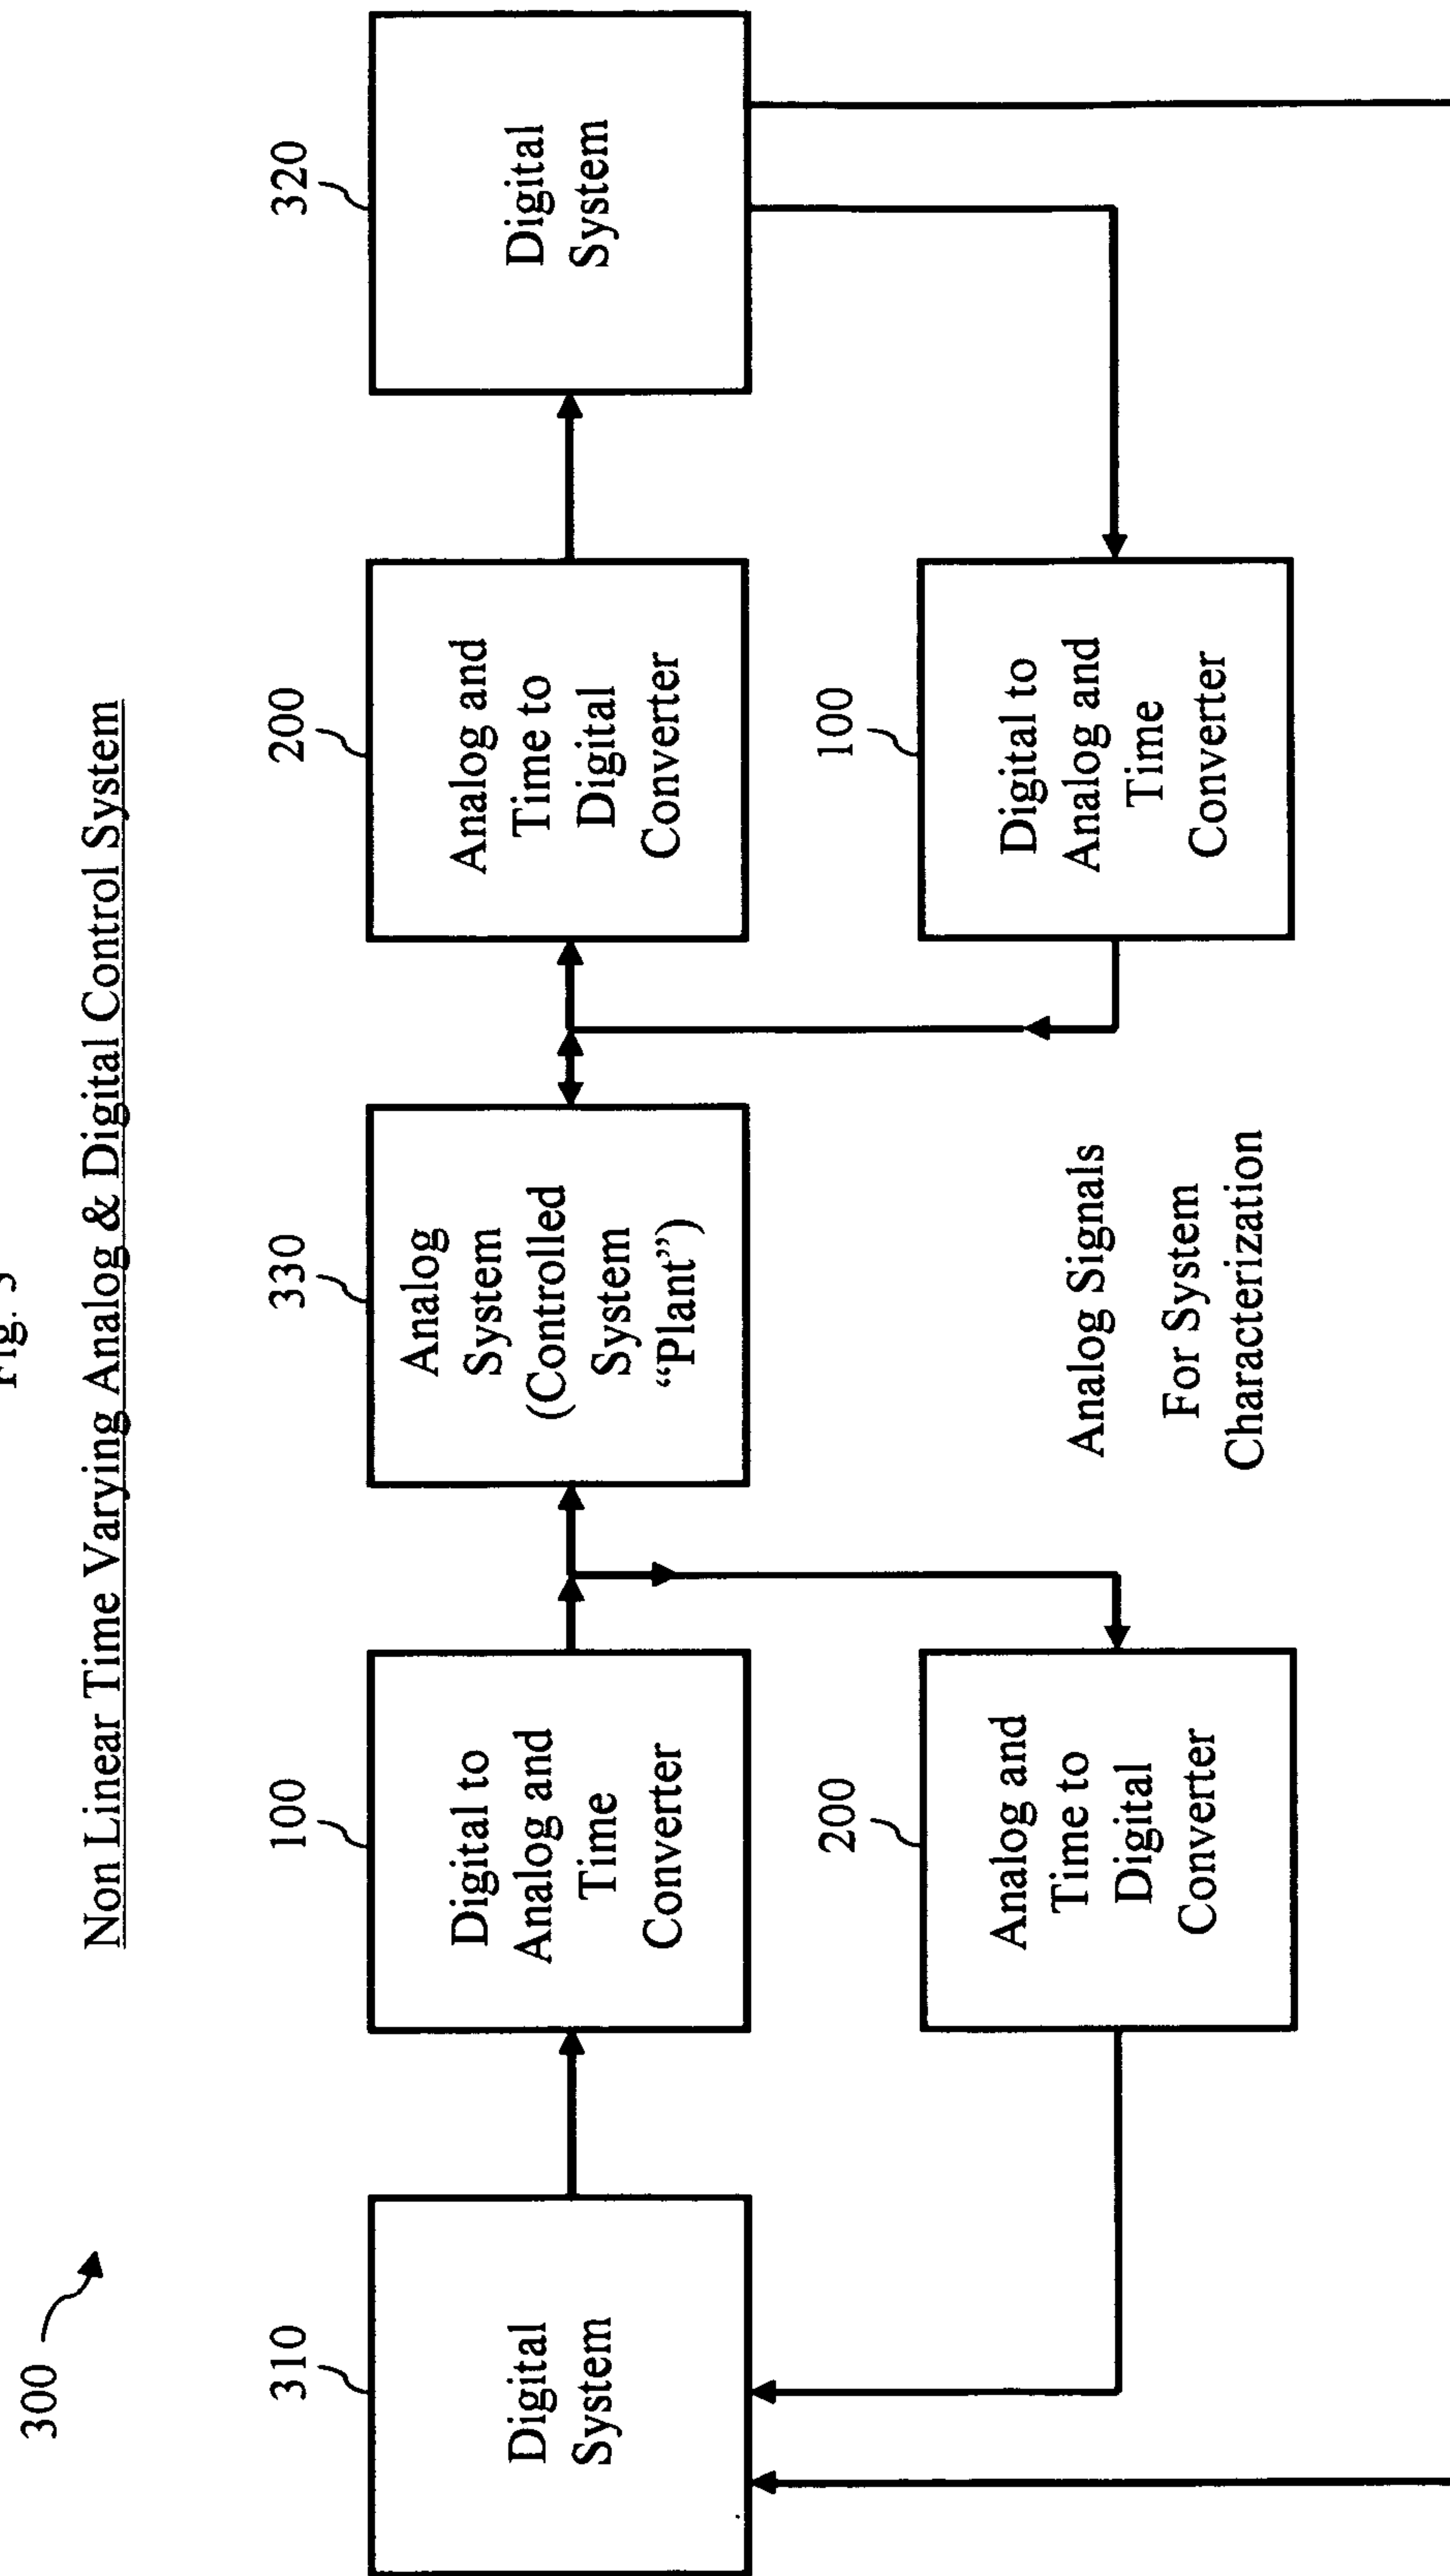 Fig. 3
Non Linear Time Varying Analog & Digital Control System
300
310
Digital
System
100
Digital to
Analog and
Time
Converter
330
Analog
System
(Controlled
System
“Plant”)
200
Analog and
Time to
Digital
Converter
320
Digital
System
200
Analog and
Time to
Digital
Converter
Analog Signals
For System
Characterization
100
Digital to
Analog and
Time
Converter